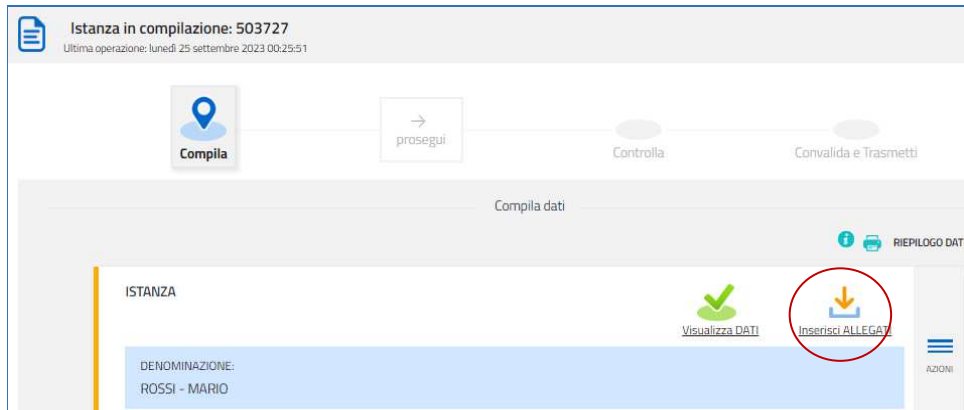 Istanza in compilazione: 503727
Ultima operazione: lunedì 25 settembre 2023 00:25:51
Compila
prosegui
Controlla
Convalida e Trasmetti
Compila dati
RIEPILOGO DAT
ISTANZA
Visualizza DATI
Inserisci ALLEGATI
AZIONI
DENOMINAZIONE:
ROSSI - MARIO